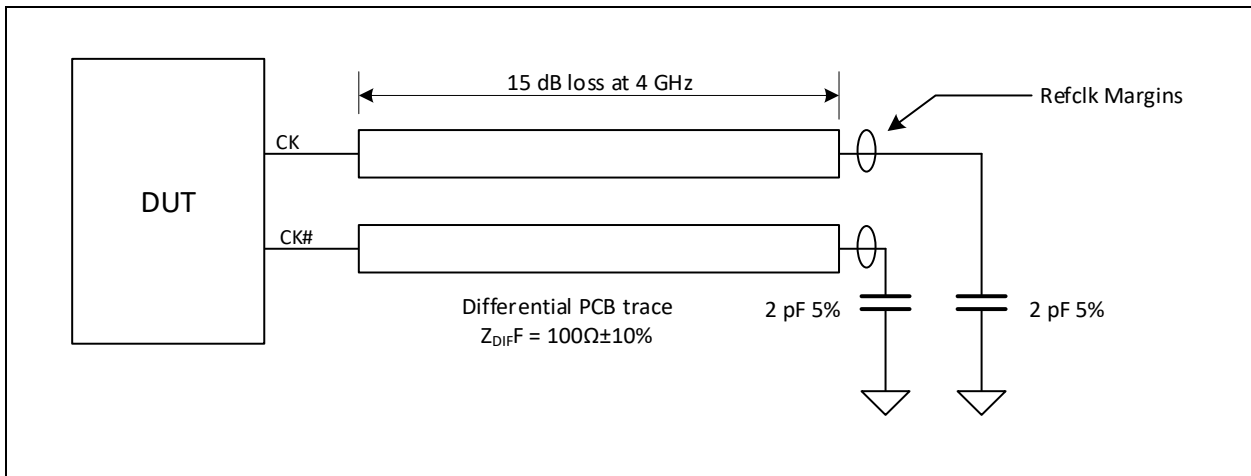 15 dB loss at 4 GHz
Refclk Margins
CK
DUT
CK#
Differential PCB trace
Z_DIFF = 100Ω±10%
2 pF 5%
2 pF 5%